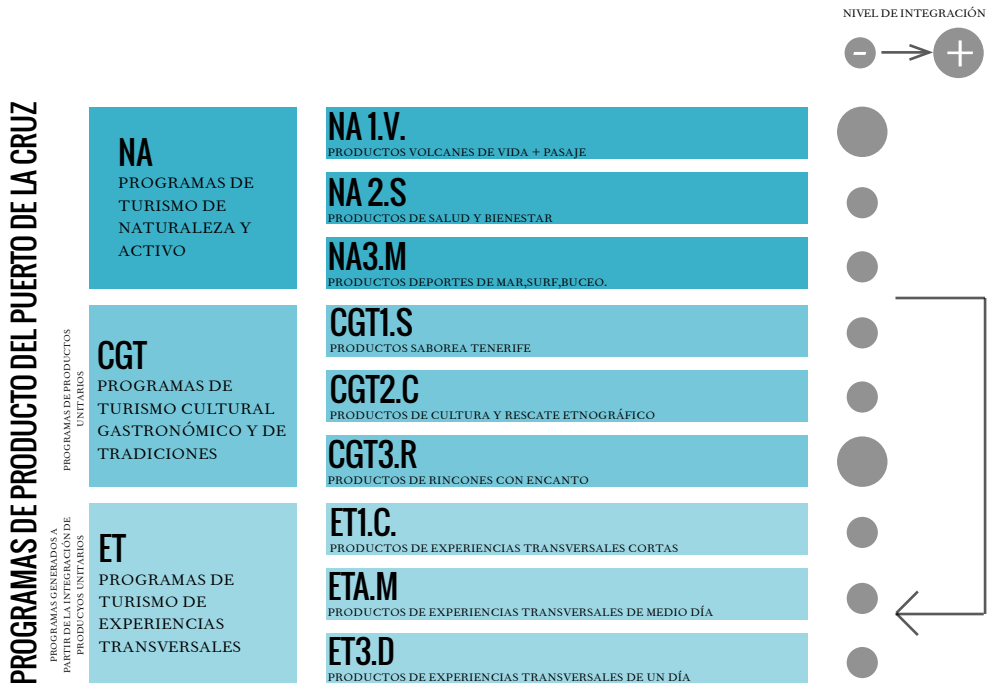 NIVEL DE INTEGRACIÓN
- +
PROGRAMAS DE PRODUCTO DEL PUERTO DE LA CRUZ
NA
PROGRAMAS DE
TURISMO DE
NATURALEZA Y
ACTIVO
NA 1.V.
PRODUCTOS VOLCANES DE VIDA + PASAJE
NA 2.S
PRODUCTOS DE SALUD Y BIENESTAR
NA3.M
PRODUCTOS DEPORTES DE MAR,SURF,BUCEO.
PROGRAMAS DE PRODUCTOS
UNITARIOS
CGT
PROGRAMAS DE
TURISMO CULTURAL
GASTRONÓMICO Y DE
TRADICIONES
CGT1.S
PRODUCTOS SABOREA TENERIFE
CGT2.C
PRODUCTOS DE CULTURA Y RESCATE ETNOGRÁFICO
CGT3.R
PRODUCTOS DE RINCONES CON ENCANTO
PROGRAMAS GENERADOS A
PARTIR DE LA INTEGRACIÓN DE
PRODUCYOS UNITARIOS
ET
PROGRAMAS DE
TURISMO DE
EXPERIENCIAS
TRANSVERSALES
ET1.C.
PRODUCTOS DE EXPERIENCIAS TRANSVERSALES CORTAS
ETA.M
PRODUCTOS DE EXPERIENCIAS TRANSVERSALES DE MEDIO DÍA
ET3.D
PRODUCTOS DE EXPERIENCIAS TRANSVERSALES DE UN DÍA